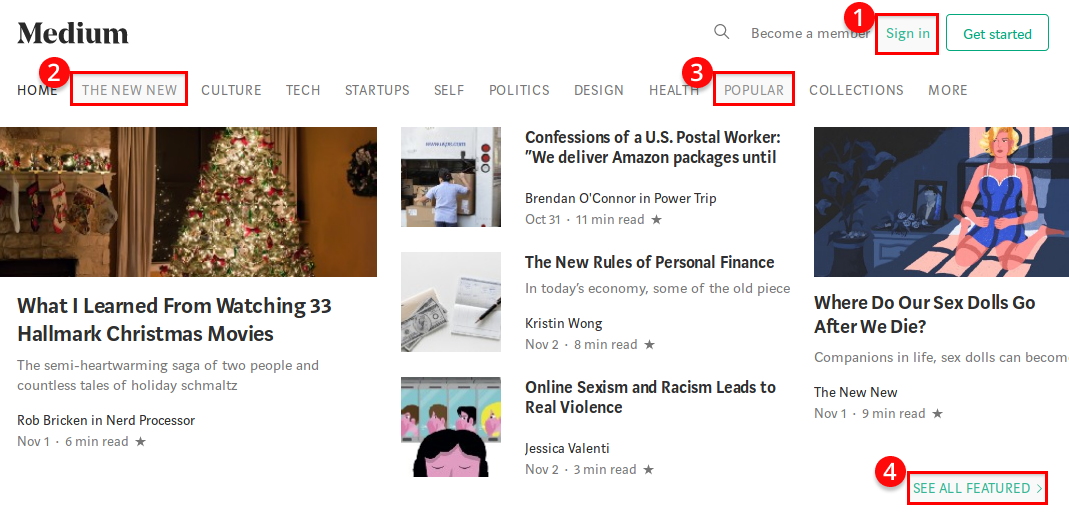 Medium
Become a member
1
Sign in
Get started
2
3
HOME THE NEW NEW CULTURE TECH STARTUPS SELF POLITICS DESIGN HEALTH POPULAR COLLECTIONS MORE
What I Learned From Watching 33
Hallmark Christmas Movies
The semi-heartwarming saga of two people and
countless tales of holiday schmaltz
Rob Bricken in Nerd Processor
Nov 1 · 6 min read ★
Confessions of a U.S. Postal Worker:
"We deliver Amazon packages until
Brendan O'Connor in Power Trip
Oct 31 · 11 min read ★
The New Rules of Personal Finance
In today's economy, some of the old piece
Kristin Wong
Nov 2 · 8 min read ★
Online Sexism and Racism Leads to
Real Violence
Jessica Valenti
Nov 2 · 3 min read ★
Where Do Our Sex Dolls Go
After We Die?
Companions in life, sex dolls can becom
The New New
Nov 1 · 9 min read ★
4
SEE ALL FEATURED >